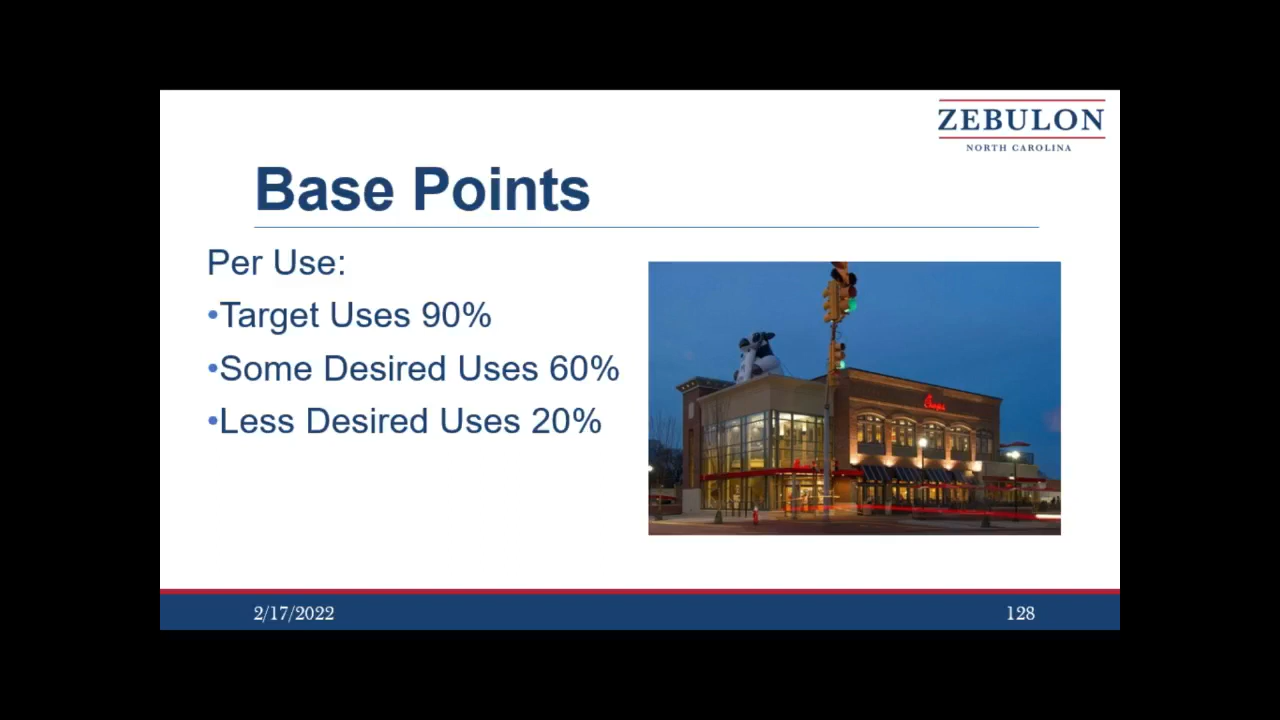 ZEBULON
NORTH CAROLINA
Base Points
Per Use:
•Target Uses 90%
•Some Desired Uses 60%
•Less Desired Uses 20%
2/17/2022
128